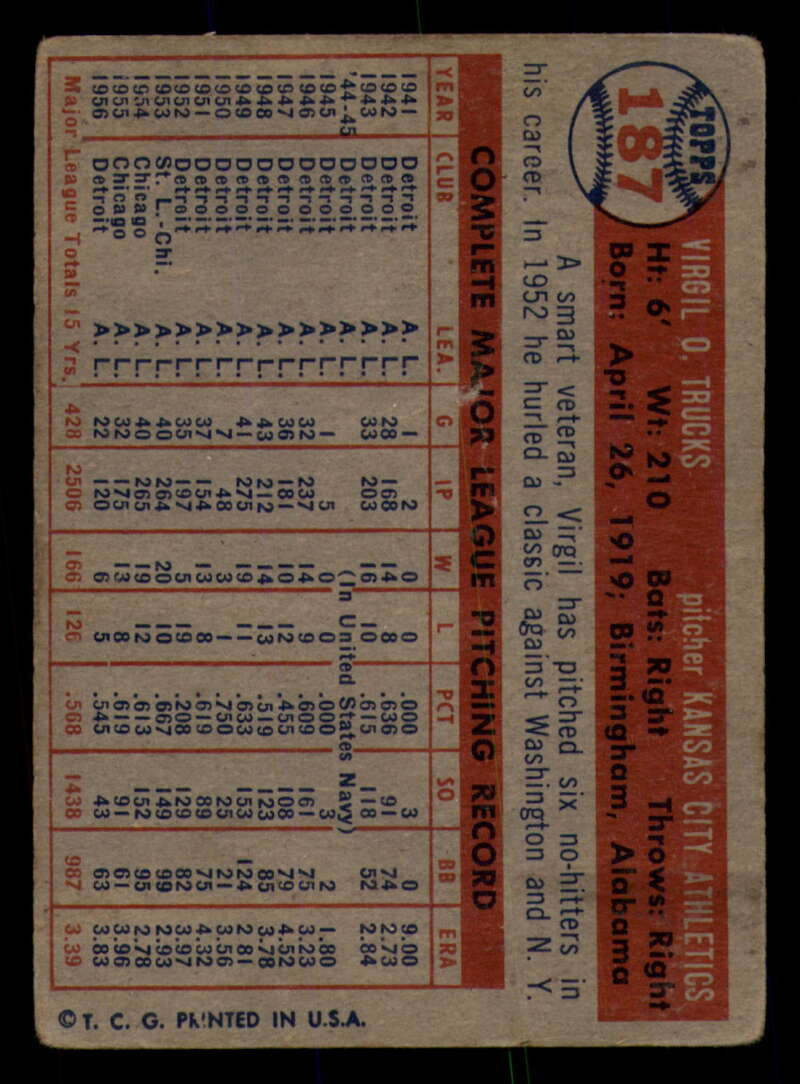 TOPPS
187
VIRGIL O. TRUCKS pitcher KANSAS CITY ATHLETICS
Ht: 6' Wt: 210 Bats: Right Throws: Right
Born: April 26, 1919; Birmingham, Alabama
A smart veteran, Virgil has pitched six no-hitters in
his career. In 1952 he hurled a classic against Washington and N. Y.
COMPLETE MAJOR LEAGUE PITCHING RECORD
YEAR CLUB LEA. G IP W L PCT SO BB ERA
1941 Detroit A. L. 1 2 0 0 .000 3 0 9.00
1942 Detroit A. L. 28 168 14 8 .636 91 74 2.73
1943 Detroit A. L. 33 203 16 10 .615 118 52 2.84
'44-45 Detroit A. L. (In United States Navy)
1945 Detroit A. L. 1 5 0 0 .000 3 2 1.80
1946 Detroit A. L. 32 237 14 9 .609 161 75 3.23
1947 Detroit A. L. 36 181 10 12 .455 108 79 4.52
1948 Detroit A. L. 43 212 14 13 .519 123 85 3.78
1949 Detroit A. L. 41 275 19 11 .633 153 124 2.81
1950 Detroit A. L. 7 48 3 1 .750 25 21 3.56
1951 Detroit A. L. 37 154 13 8 .619 89 75 4.32
1952 Detroit A. L. 35 197 5 19 .208 129 82 3.97
1953 St. L.-Chi. A. L. 40 264 20 10 .667 149 99 2.93
1954 Chicago A. L. 40 265 19 12 .613 152 95 2.78
1955 Chicago A. L. 32 175 13 8 .619 91 61 3.96
1956 Detroit A. L. 22 120 6 5 .545 43 63 3.83
Major League Totals 15 Yrs. 428 2506 166 126 .568 1438 987 3.39
© T. C. G. PRINTED IN U.S.A.